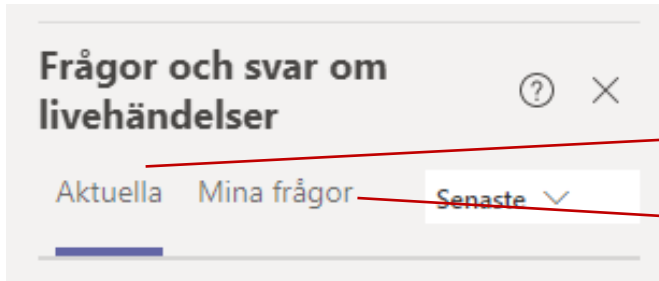 Frågor och svar om
livehändelser
Aktuella Mina frågor Senaste